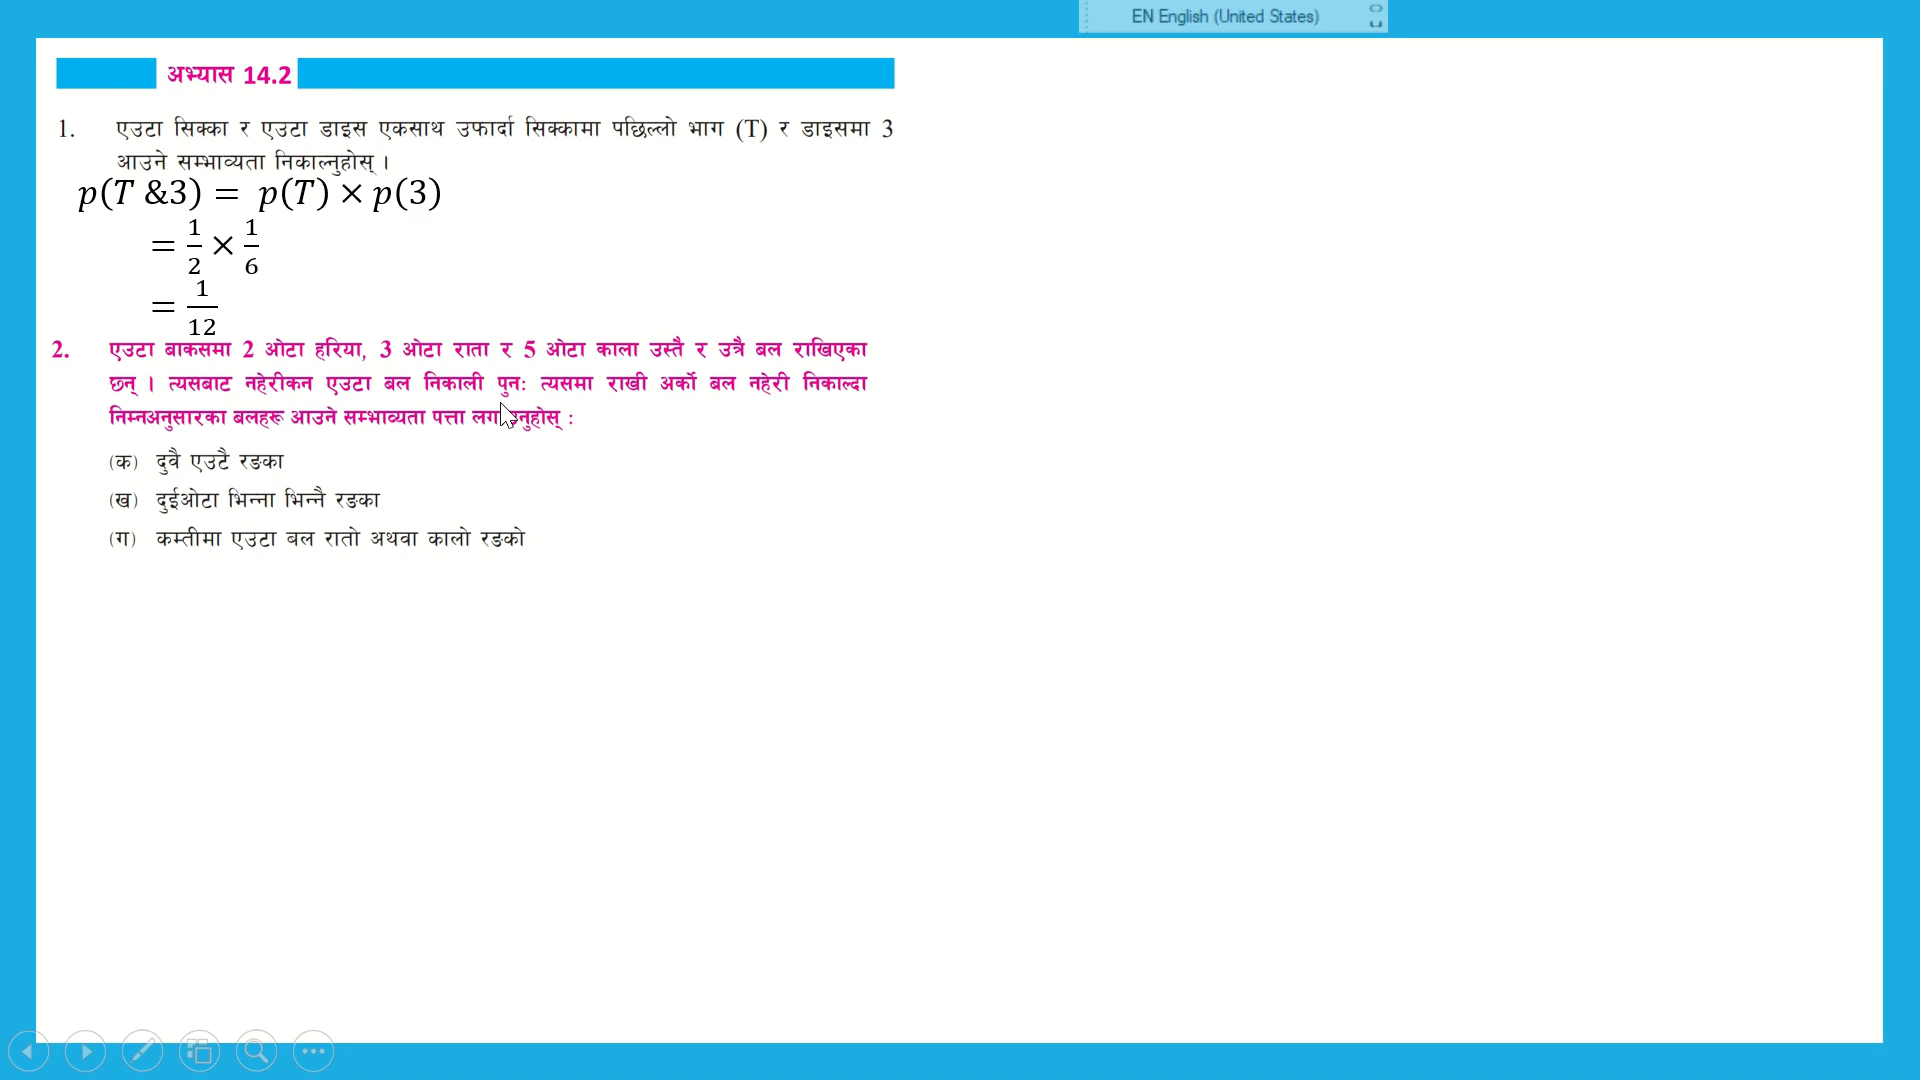 EN English (United States)
अभ्यास 14.2
1. एउटा सिक्का र एउटा डाइस एकसाथ उफार्दा सिक्कामा पछिल्लो भाग (T) र डाइसमा 3
आउने सम्भाव्यता निकाल्नुहोस् ।
p(T &3) = p(T) × p(3)
= 1/2 × 1/6
= 1/12
2. एउटा बाकसमा 2 ओटा हरिया, 3 ओटा राता र 5 ओटा काला उस्तै र उत्रै बल राखिएका
छन् । त्यसबाट नहेरीकन एउटा बल निकाली पुनः त्यसमा राखी अर्को बल नहेरी निकाल्दा
निम्नअनुसारका बलहरू आउने सम्भाव्यता पत्ता लगाउनुहोस् :
(क) दुवै एउटै रङका
(ख) दुईओटा भिन्ना भिन्नै रङका
(ग) कम्तीमा एउटा बल रातो अथवा कालो रङको